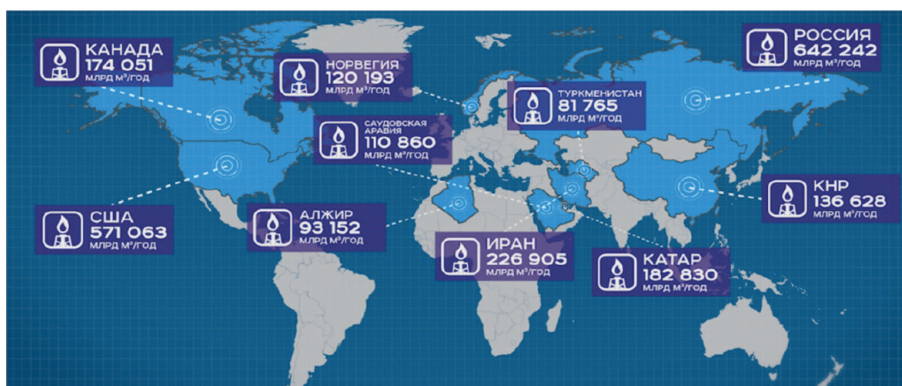 КАНАДА
174 051
МЛРД М³/ГОД
НОРВЕГИЯ
120 193
МЛРД М³/ГОД
РОССИЯ
642 242
МЛРД М³/ГОД
ТУРКМЕНИСТАН
81 765
МЛРД М³/ГОД
САУДОВСКАЯ
АРАВИЯ
110 860
МЛРД М³/ГОД
США
571 063
МЛРД М³/ГОД
АЛЖИР
93 152
МЛРД М³/ГОД
ИРАН
226 905
МЛРД М³/ГОД
КАТАР
182 830
МЛРД М³/ГОД
КНР
136 628
МЛРД М³/ГОД